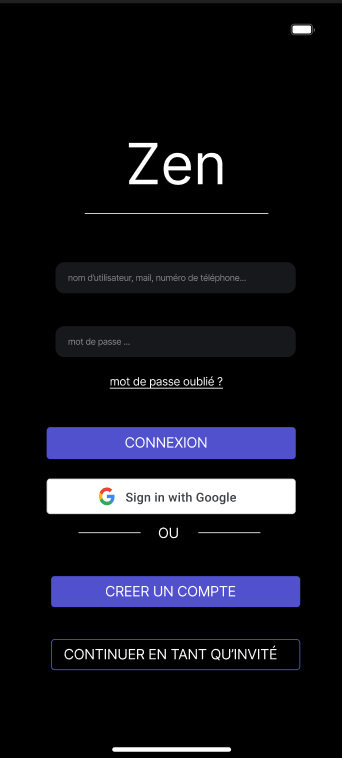 Zen
nom d'utilisateur, mail, numéro de téléphone...
mot de passe ...
mot de passe oublié ?
CONNEXION
Sign in with Google
OU
CREER UN COMPTE
CONTINUER EN TANT QU'INVITÉ